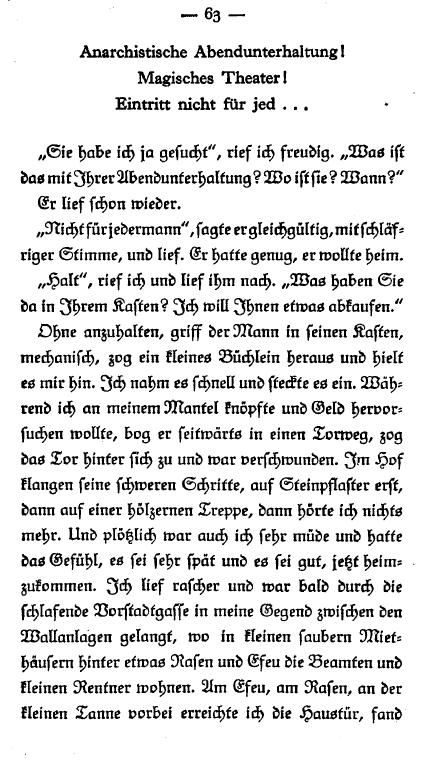 — 63 —
Anarchistische Abendunterhaltung!
Magisches Theater!
Eintritt nicht für jed . . .
„Sie habe ich ja gesucht“, rief ich freudig. „Was ist
das mit Ihrer Abendunterhaltung? Wo ist sie? Wann?“
Er lief schon wieder.
„Nicht für jedermann“, sagte er gleichgültig, mit schläf-
riger Stimme, und lief. Er hatte genug, er wollte heim.
„Halt“, rief ich und lief ihm nach. „Was haben Sie
da in Ihrem Kasten? Ich will Ihnen etwas abkaufen.“
Ohne anzuhalten, griff der Mann in seinen Kasten,
mechanisch, zog ein kleines Büchlein heraus und hielt
es mir hin. Ich nahm es schnell und steckte es ein. Wäh-
rend ich an meinem Mantel knöpfte und Geld hervor-
suchen wollte, bog er seitwärts in einen Torweg, zog
das Tor hinter sich zu und war verschwunden. Im Hof
klangen seine schweren Schritte, auf Steinpflaster erst,
dann auf einer hölzernen Treppe, dann hörte ich nichts
mehr. Und plötzlich war auch ich sehr müde und hatte
das Gefühl, es sei sehr spät und es sei gut, jetzt heim-
zukommen. Ich lief rascher und war bald durch die
schlafende Vorstadtgasse in meine Gegend zwischen den
Wallanlagen gelangt, wo in kleinen saubern Miet-
häusern hinter etwas Rasen und Efeu die Beamten und
kleinen Rentner wohnen. Am Efeu, am Rasen, an der
kleinen Tanne vorbei erreichte ich die Haustür, fand